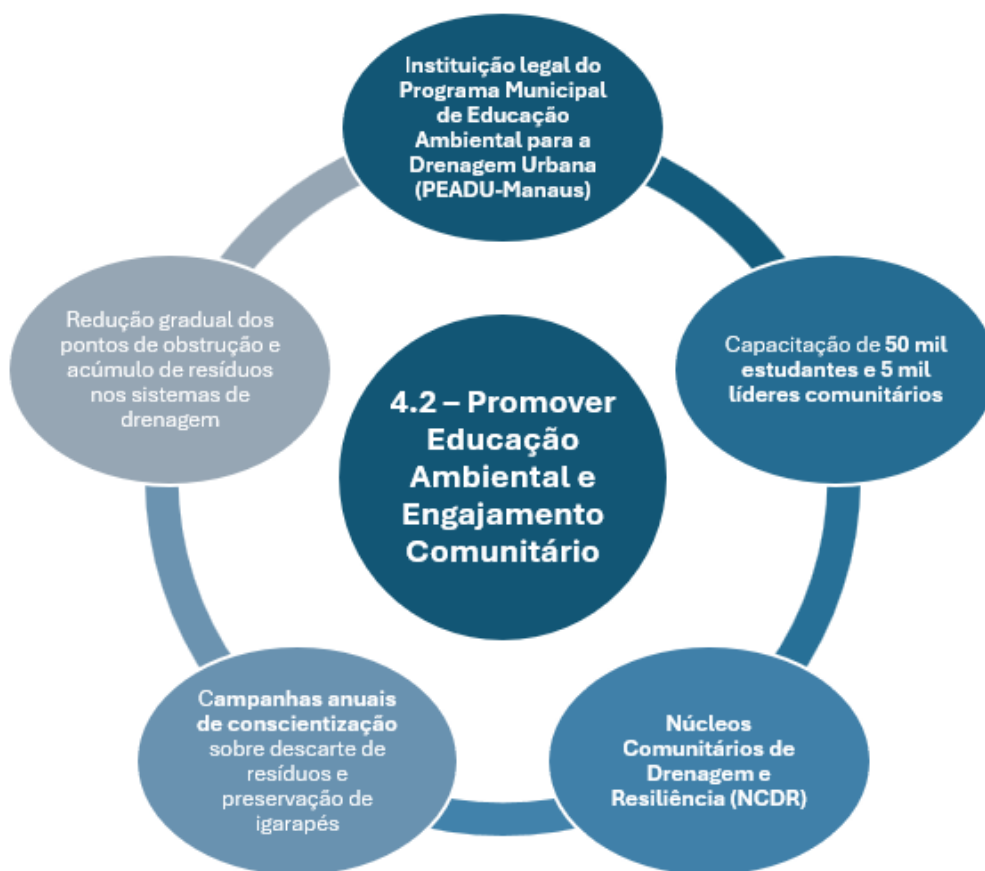 Instituição legal do
Programa Municipal
de Educação
Ambiental para a
Drenagem Urbana
(PEADU-Manaus)
Capacitação de 50 mil
estudantes e 5 mil
líderes comunitários
Núcleos
Comunitários de
Drenagem e
Resiliência (NCDR)
Campanhas anuais
de conscientização
sobre descarte de
resíduos e
preservação de
igarapés
Redução gradual dos
pontos de obstrução e
acúmulo de resíduos
nos sistemas de
drenagem
4.2 – Promover
Educação
Ambiental e
Engajamento
Comunitário